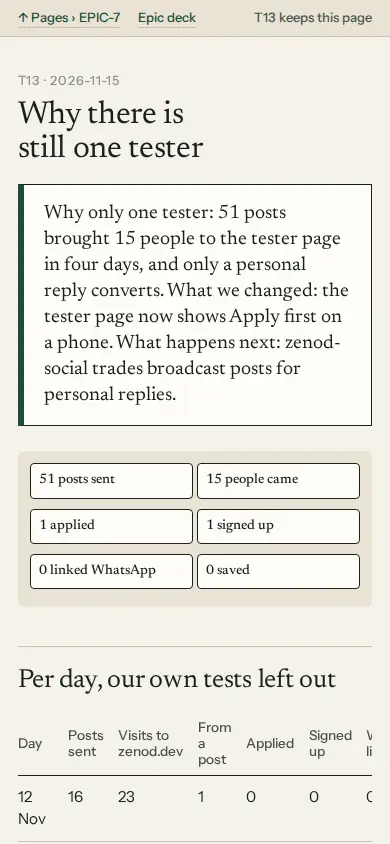 ↑ Pages › EPIC-7 Epic deck T13 keeps this page
T13 · 2026-11-15
Why there is
still one tester
Why only one tester: 51 posts
brought 15 people to the tester page
in four days, and only a personal
reply converts. What we changed: the
tester page now shows Apply first on
a phone. What happens next: zenod-
social trades broadcast posts for
personal replies.
51 posts sent 15 people came
1 applied 1 signed up
0 linked WhatsApp 0 saved
Per day, our own tests left out
Day Posts sent Visits to zenod.dev From a post Applied Signed up
12 Nov 16 23 1 0 0